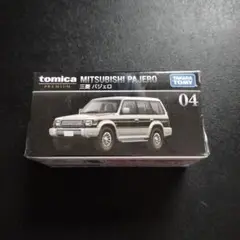 tomica MITSUBISHI PAJERO
PREMIUM 三菱 パジェロ
TAKARA TOMY
04